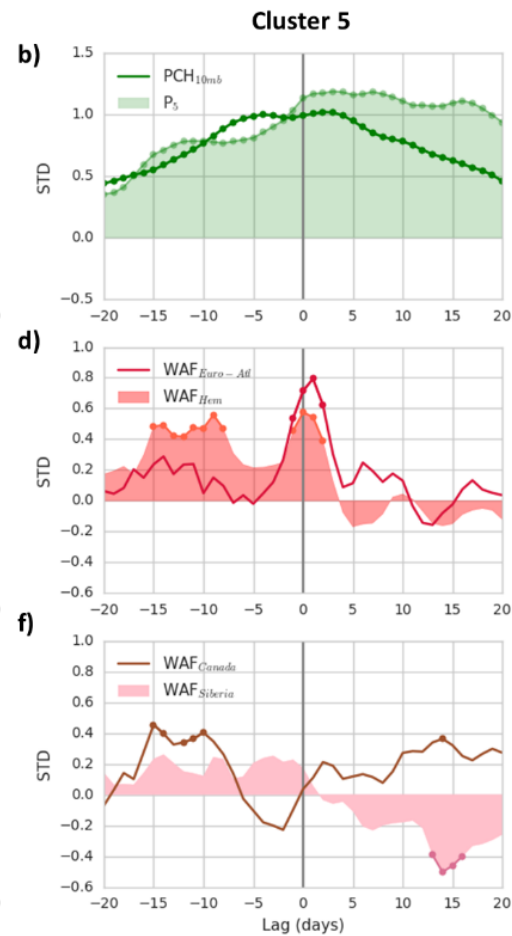 Cluster 5
b)
1.5
1.0
0.5
0.0
−0.5
STD
PCH10mb
P5
−20 −15 −10 −5 0 5 10 15 20
d)
1.0
0.8
0.6
0.4
0.2
0.0
−0.2
−0.4
−0.6
STD
WAFEuro−Atl
WAFHem
−20 −15 −10 −5 0 5 10 15 20
f)
1.0
0.8
0.6
0.4
0.2
0.0
−0.2
−0.4
−0.6
STD
WAFCanada
WAFSiberia
−20 −15 −10 −5 0 5 10 15 20
Lag (days)